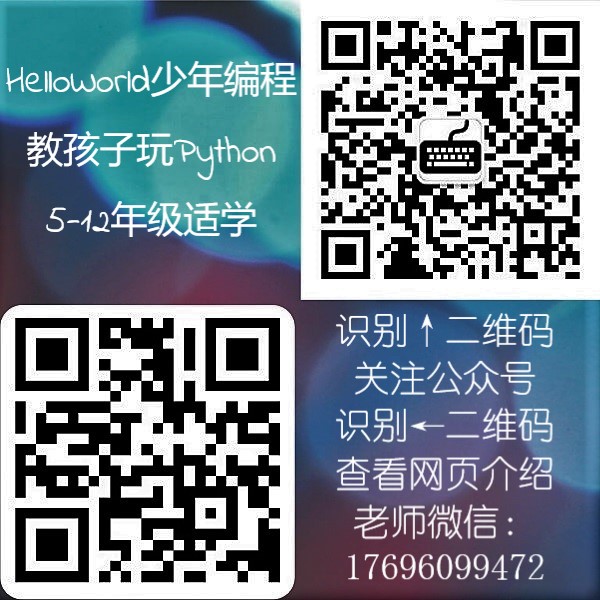 Helloworld少年编程
教孩子玩Python
5-12年级适学
识别↑二维码
关注公众号
识别←二维码
查看网页介绍
老师微信：
17696099472